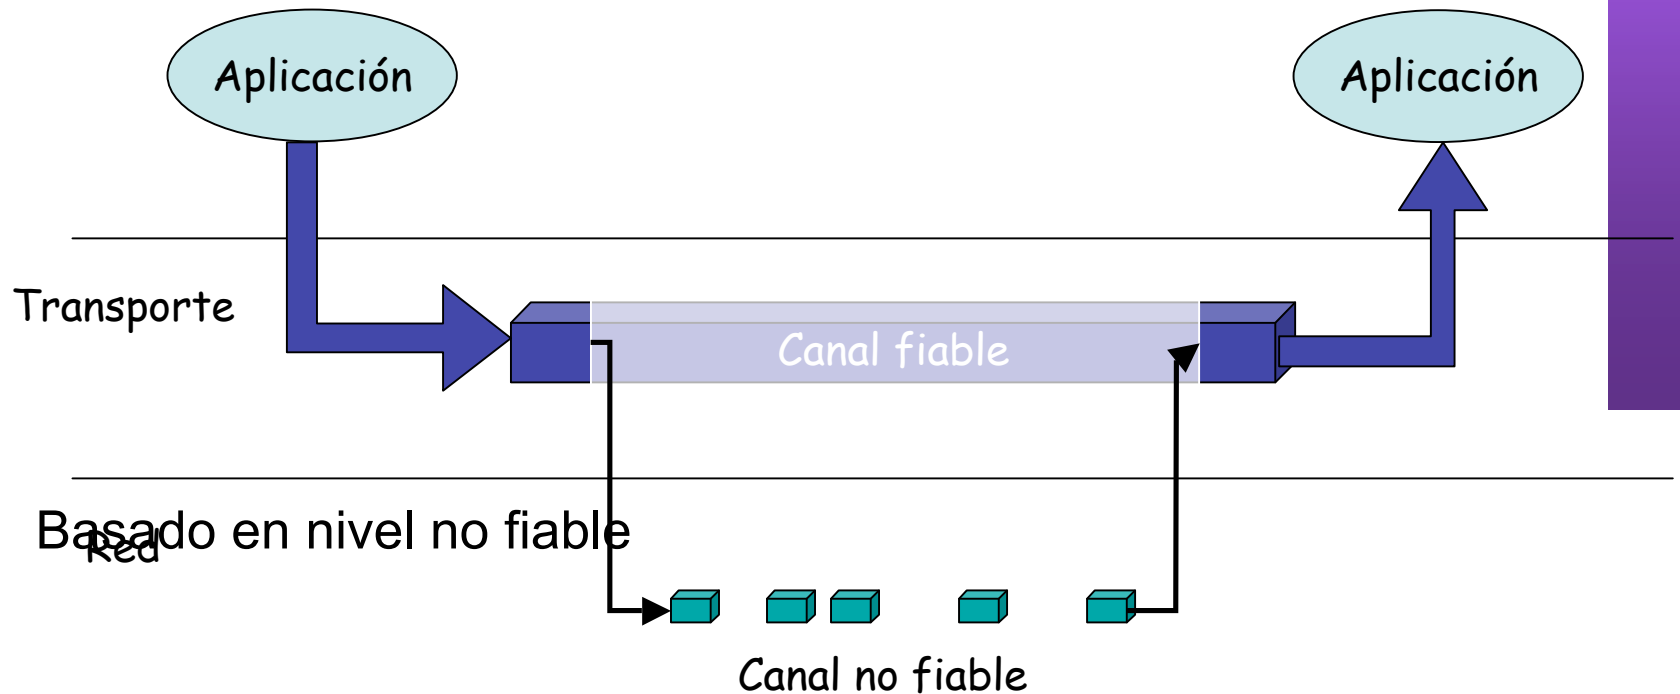 Aplicación
Aplicación
Transporte
Canal fiable
Basado en nivel no fiable
Red
Canal no fiable